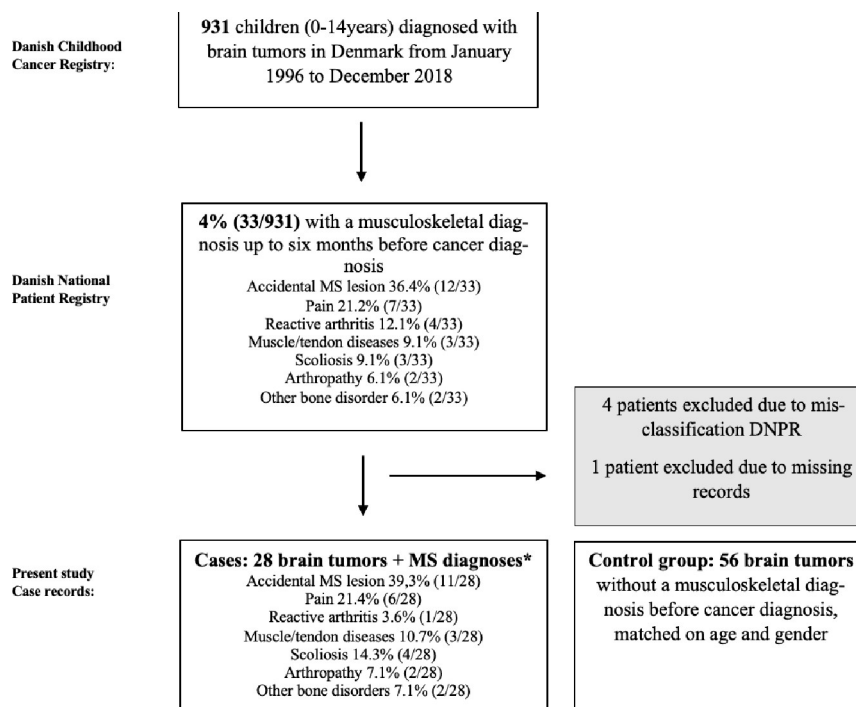 Danish Childhood
Cancer Registry:
931 children (0-14years) diagnosed with
brain tumors in Denmark from January
1996 to December 2018
Danish National
Patient Registry
4% (33/931) with a musculoskeletal diag-
nosis up to six months before cancer diag-
nosis
Accidental MS lesion 36.4% (12/33)
Pain 21.2% (7/33)
Reactive arthritis 12.1% (4/33)
Muscle/tendon diseases 9.1% (3/33)
Scoliosis 9.1% (3/33)
Arthropathy 6.1% (2/33)
Other bone disorder 6.1% (2/33)
4 patients excluded due to mis-
classification DNPR
1 patient excluded due to missing
records
Present study
Case records:
Cases: 28 brain tumors + MS diagnoses*
Accidental MS lesion 39,3% (11/28)
Pain 21.4% (6/28)
Reactive arthritis 3.6% (1/28)
Muscle/tendon diseases 10.7% (3/28)
Scoliosis 14.3% (4/28)
Arthropathy 7.1% (2/28)
Other bone disorders 7.1% (2/28)
Control group: 56 brain tumors
without a musculoskeletal diag-
nosis before cancer diagnosis,
matched on age and gender